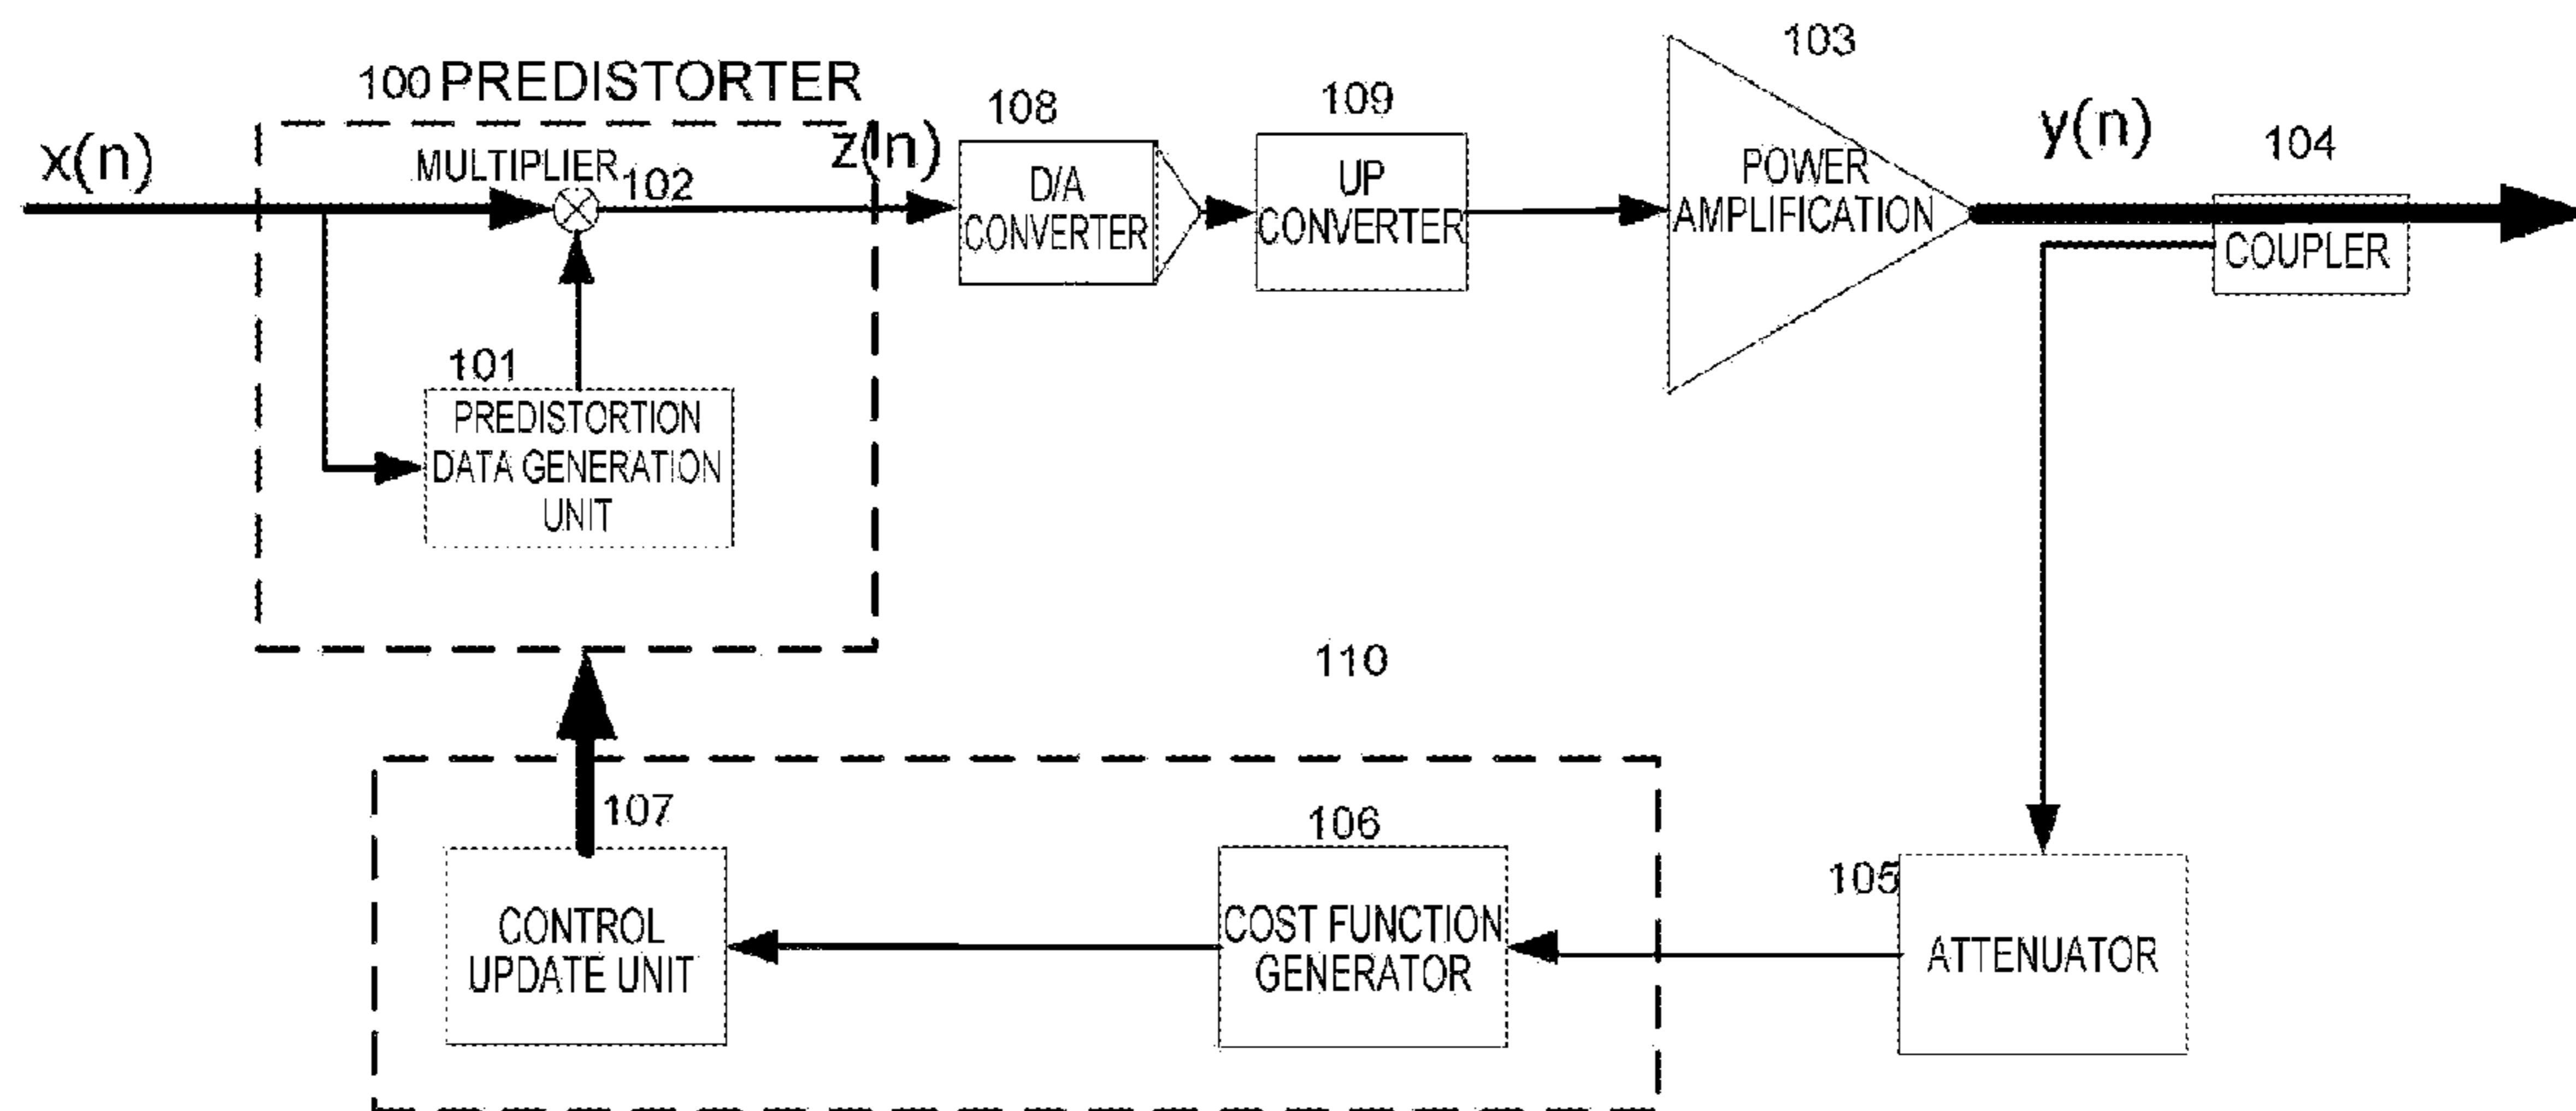 100 PREDISTORTER
x(n)
MULTIPLIER
102
z(n)
101
PREDISTORTION
DATA GENERATION
UNIT
108
D/A
CONVERTER
109
UP
CONVERTER
103
POWER
AMPLIFICATION
y(n)
104
COUPLER
110
107
CONTROL
UPDATE UNIT
106
COST FUNCTION
GENERATOR
105
ATTENUATOR